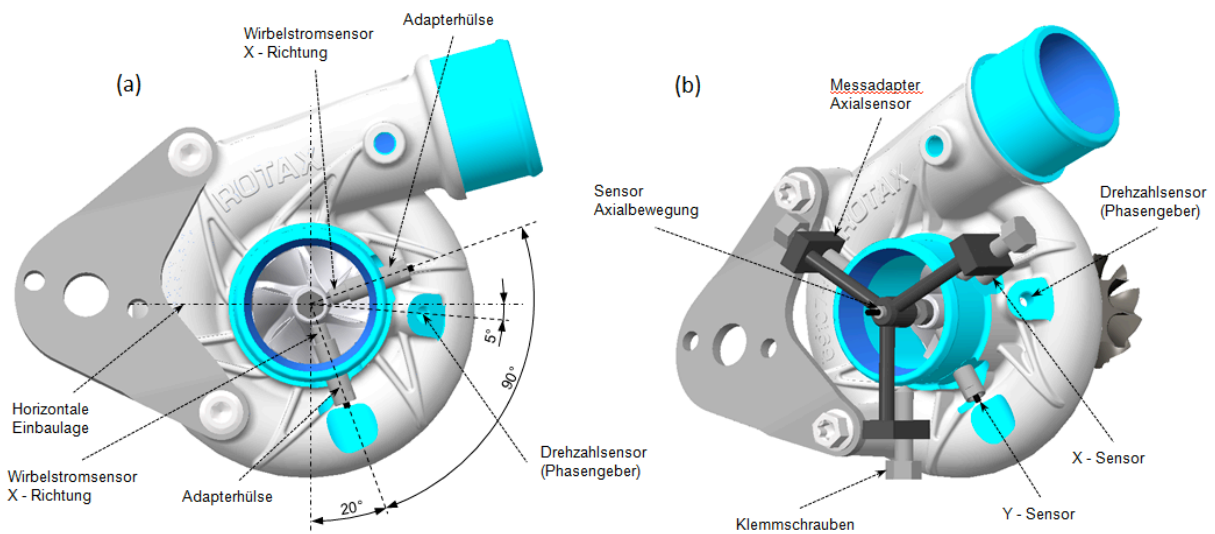 Wirbelstromsensor
X - Richtung
Adapterhülse
(a)
ROTAX
5°
90°
Horizontale
Einbaulage
Wirbelstromsensor
X - Richtung
Adapterhülse
20°
Drehzahlsensor
(Phasengeber)
(b)
Messadapter
Axialsensor
ROTAX
Sensor
Axialbewegung
Drehzahlsensor
(Phasengeber)
X - Sensor
Y - Sensor
Klemmschrauben